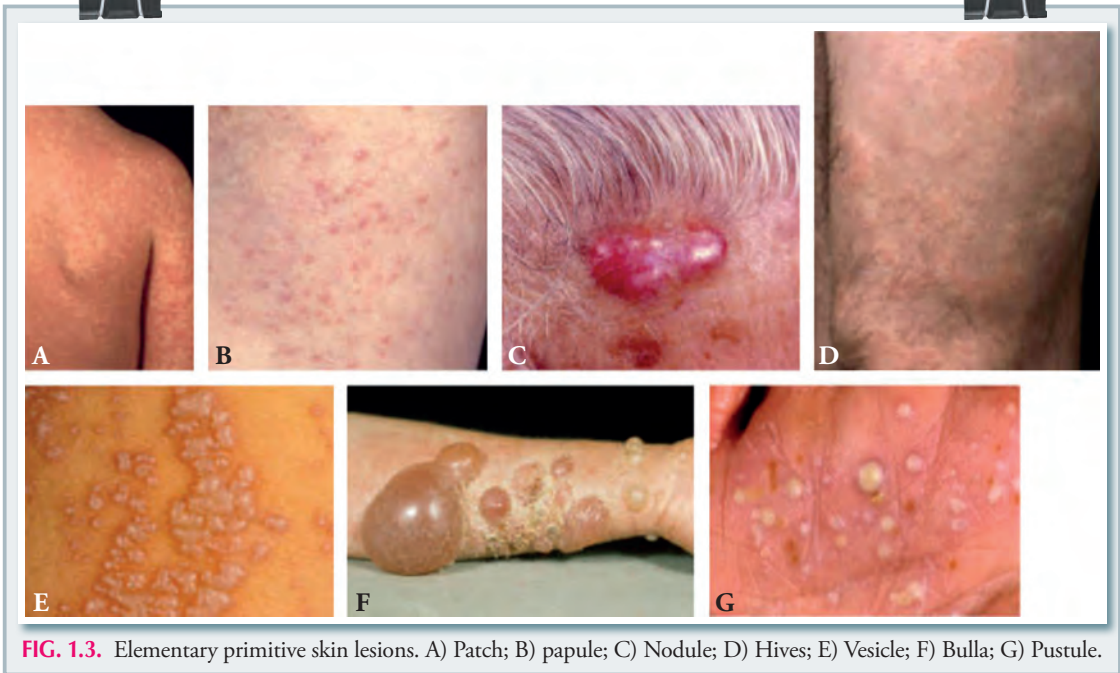 A
B
C
D
E
F
G
FIG. 1.3. Elementary primitive skin lesions. A) Patch; B) papule; C) Nodule; D) Hives; E) Vesicle; F) Bulla; G) Pustule.